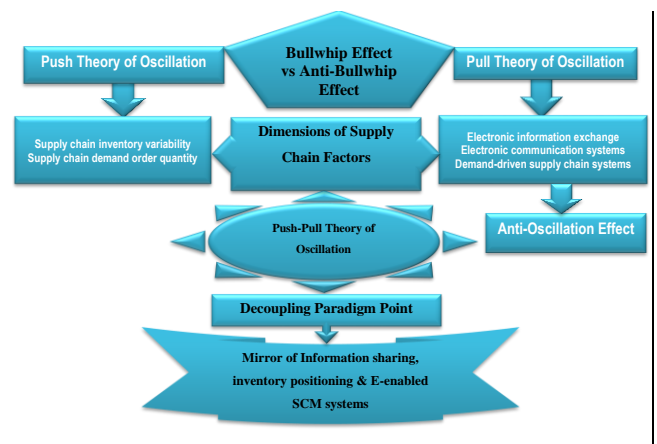 Push Theory of Oscillation
Bullwhip Effect
vs Anti-Bullwhip
Effect
Pull Theory of Oscillation
Supply chain inventory variability
Supply chain demand order quantity
Dimensions of Supply
Chain Factors
Electronic information exchange
Electronic communication systems
Demand-driven supply chain systems
Push-Pull Theory of
Oscillation
Anti-Oscillation Effect
Decoupling Paradigm Point
Mirror of Information sharing,
inventory positioning & E-enabled
SCM systems